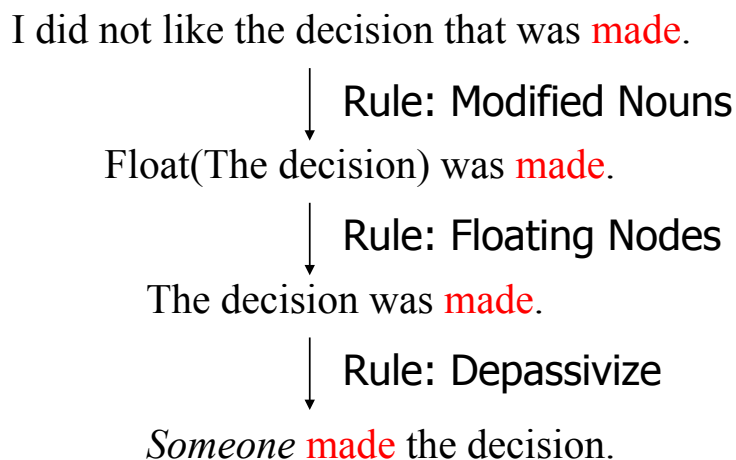 I did not like the decision that was made.
Rule: Modified Nouns
Float(The decision) was made.
Rule: Floating Nodes
The decision was made.
Rule: Depassivize
Someone made the decision.